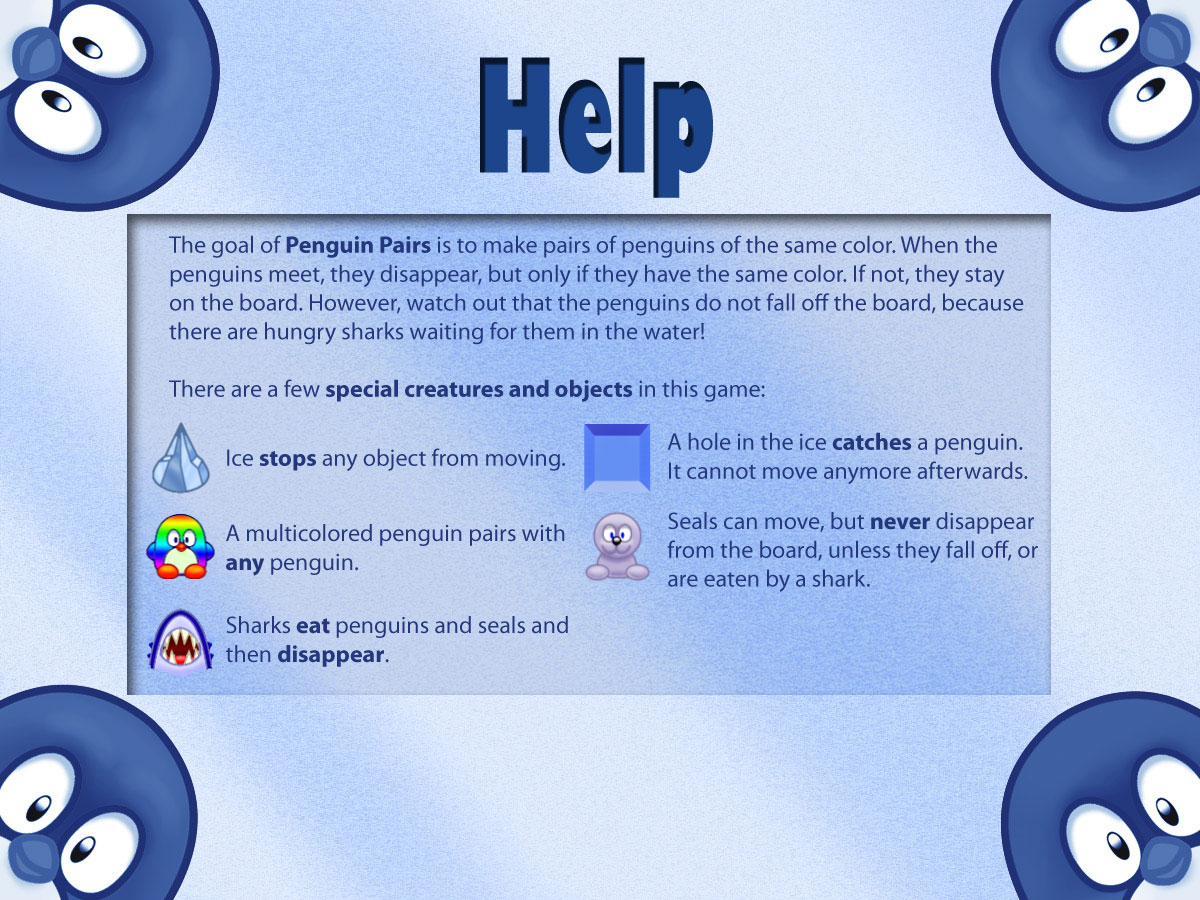 Help
The goal of Penguin Pairs is to make pairs of penguins of the same color. When the
penguins meet, they disappear, but only if they have the same color. If not, they stay
on the board. However, watch out that the penguins do not fall off the board, because
there are hungry sharks waiting for them in the water!
There are a few special creatures and objects in this game:
Ice stops any object from moving.
A hole in the ice catches a penguin.
It cannot move anymore afterwards.
A multicolored penguin pairs with
any penguin.
Seals can move, but never disappear
from the board, unless they fall off, or
are eaten by a shark.
Sharks eat penguins and seals and
then disappear.